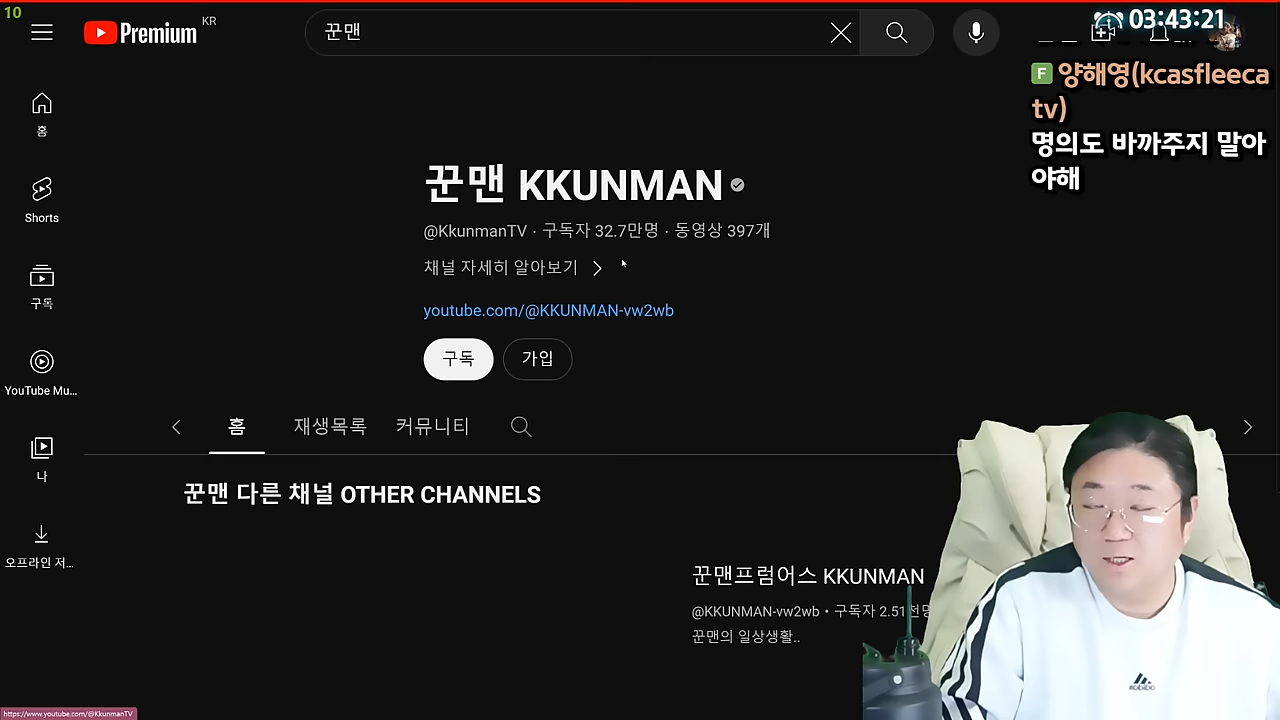 10
Premium KR
꾼맨
03:43:21
F 양해영(kcasfleeca
tv)
명의도 바까주지 말아
야해
홈
Shorts
구독
YouTube Mu...
나
오프라인 저...
꾼맨 KKUNMAN
@KkunmanTV · 구독자 32.7만명 · 동영상 397개
채널 자세히 알아보기
youtube.com/@KKUNMAN-vw2wb
구독
가입
홈
재생목록
커뮤니티
꾼맨 다른 채널 OTHER CHANNELS
꾼맨프럼어스 KKUNMAN
@KKUNMAN-vw2wb • 구독자 2.51천명
꾼맨의 일상생활..
https://www.youtube.com/@KkunmanTV